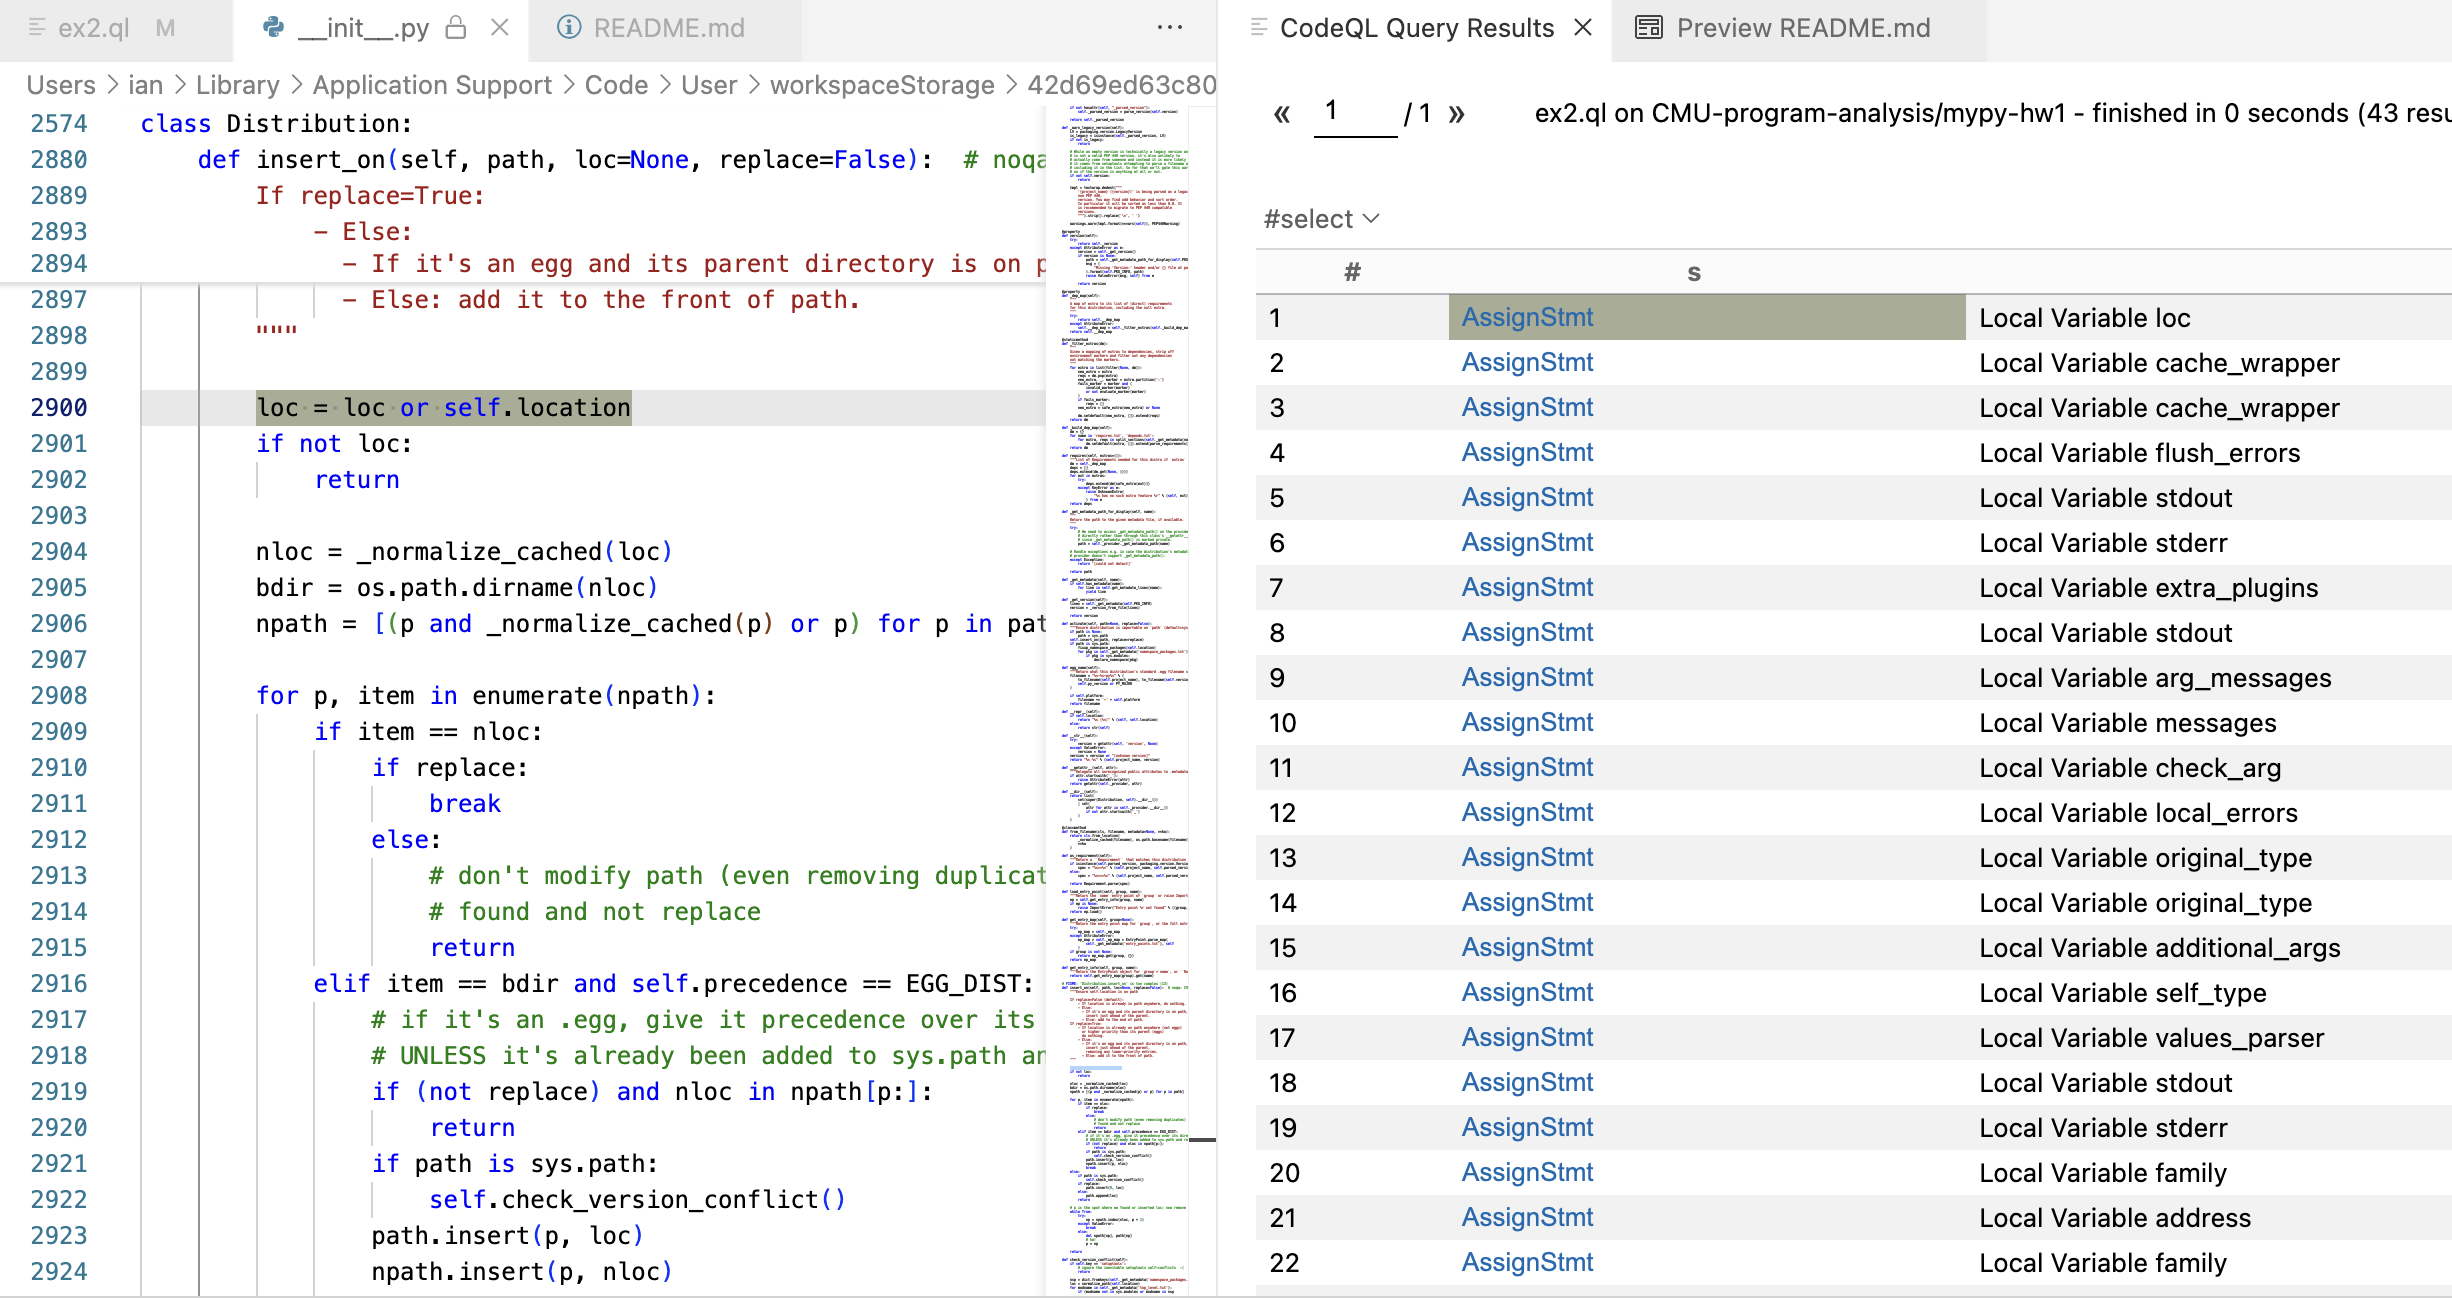 ex2.ql M __init__.py README.md ···
Users > ian > Library > Application Support > Code > User > workspaceStorage > 42d69ed63c80
2574 class Distribution:
2880 def insert_on(self, path, loc=None, replace=False):  # noqa
2889 If replace=True:
2893 - Else:
2894 - If it's an egg and its parent directory is on p
2897 - Else: add it to the front of path.
2898 """
2899
2900 loc = loc or self.location
2901 if not loc:
2902 return
2903
2904 nloc = _normalize_cached(loc)
2905 bdir = os.path.dirname(nloc)
2906 npath = [(p and _normalize_cached(p) or p) for p in pat
2907
2908 for p, item in enumerate(npath):
2909 if item == nloc:
2910 if replace:
2911 break
2912 else:
2913 # don't modify path (even removing duplicat
2914 # found and not replace
2915 return
2916 elif item == bdir and self.precedence == EGG_DIST:
2917 # if it's an .egg, give it precedence over its
2918 # UNLESS it's already been added to sys.path an
2919 if (not replace) and nloc in npath[p:]:
2920 return
2921 if path is sys.path:
2922 self.check_version_conflict()
2923 path.insert(p, loc)
2924 npath.insert(p, nloc)
CodeQL Query Results Preview README.md
« 1 / 1 » ex2.ql on CMU-program-analysis/mypy-hw1 - finished in 0 seconds (43 resu
#select
# s
1 AssignStmt Local Variable loc
2 AssignStmt Local Variable cache_wrapper
3 AssignStmt Local Variable cache_wrapper
4 AssignStmt Local Variable flush_errors
5 AssignStmt Local Variable stdout
6 AssignStmt Local Variable stderr
7 AssignStmt Local Variable extra_plugins
8 AssignStmt Local Variable stdout
9 AssignStmt Local Variable arg_messages
10 AssignStmt Local Variable messages
11 AssignStmt Local Variable check_arg
12 AssignStmt Local Variable local_errors
13 AssignStmt Local Variable original_type
14 AssignStmt Local Variable original_type
15 AssignStmt Local Variable additional_args
16 AssignStmt Local Variable self_type
17 AssignStmt Local Variable values_parser
18 AssignStmt Local Variable stdout
19 AssignStmt Local Variable stderr
20 AssignStmt Local Variable family
21 AssignStmt Local Variable address
22 AssignStmt Local Variable family